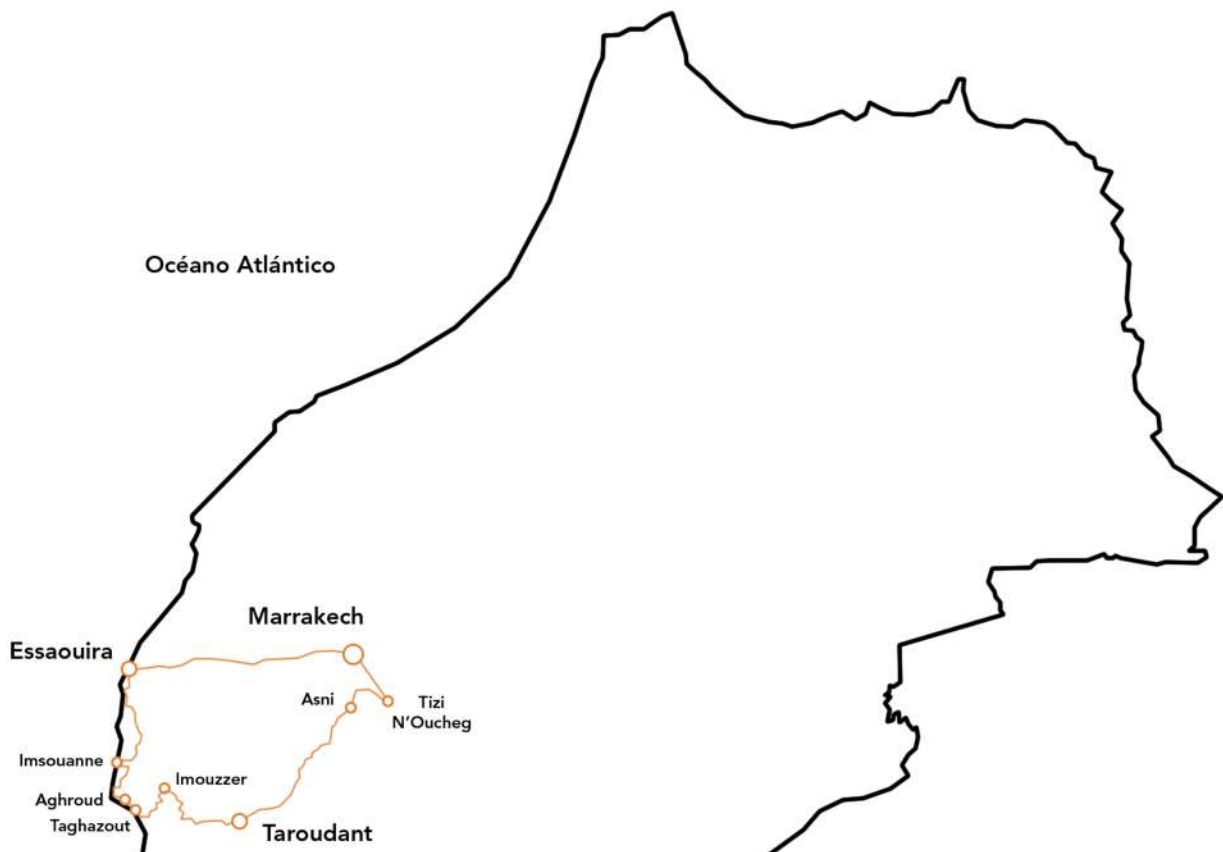 Océano Atlántico
Marrakech
Essaouira
Asni
Tizi
N'Oucheg
Imsouanne
Imouzzer
Aghroud
Taghazout
Taroudant